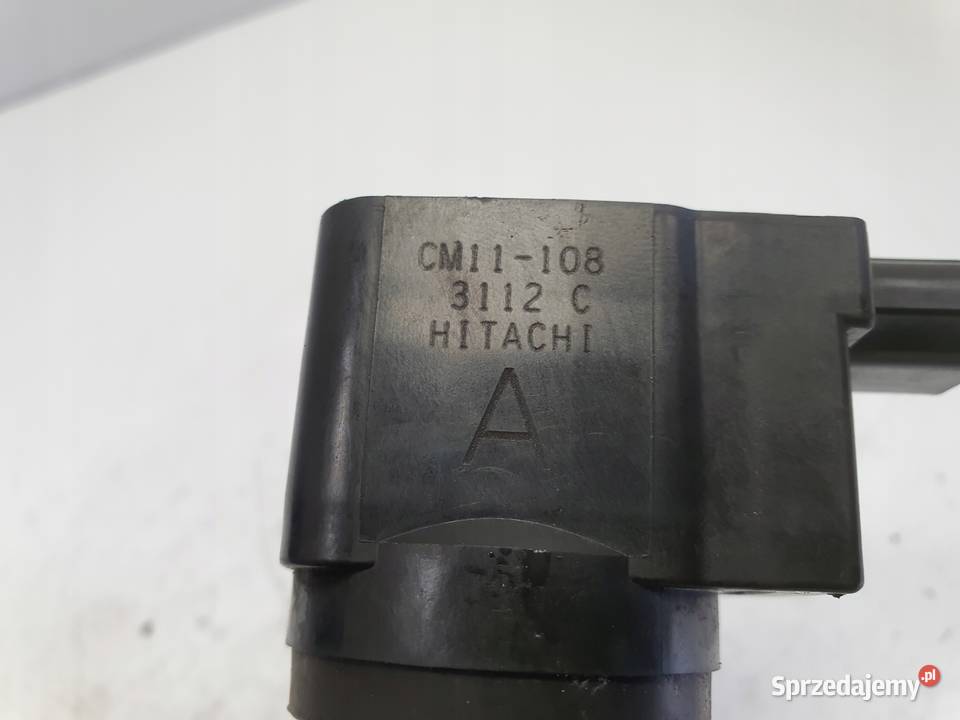 CM11-108
3112 C
HITACHI
A
Sprzedajemy.pl